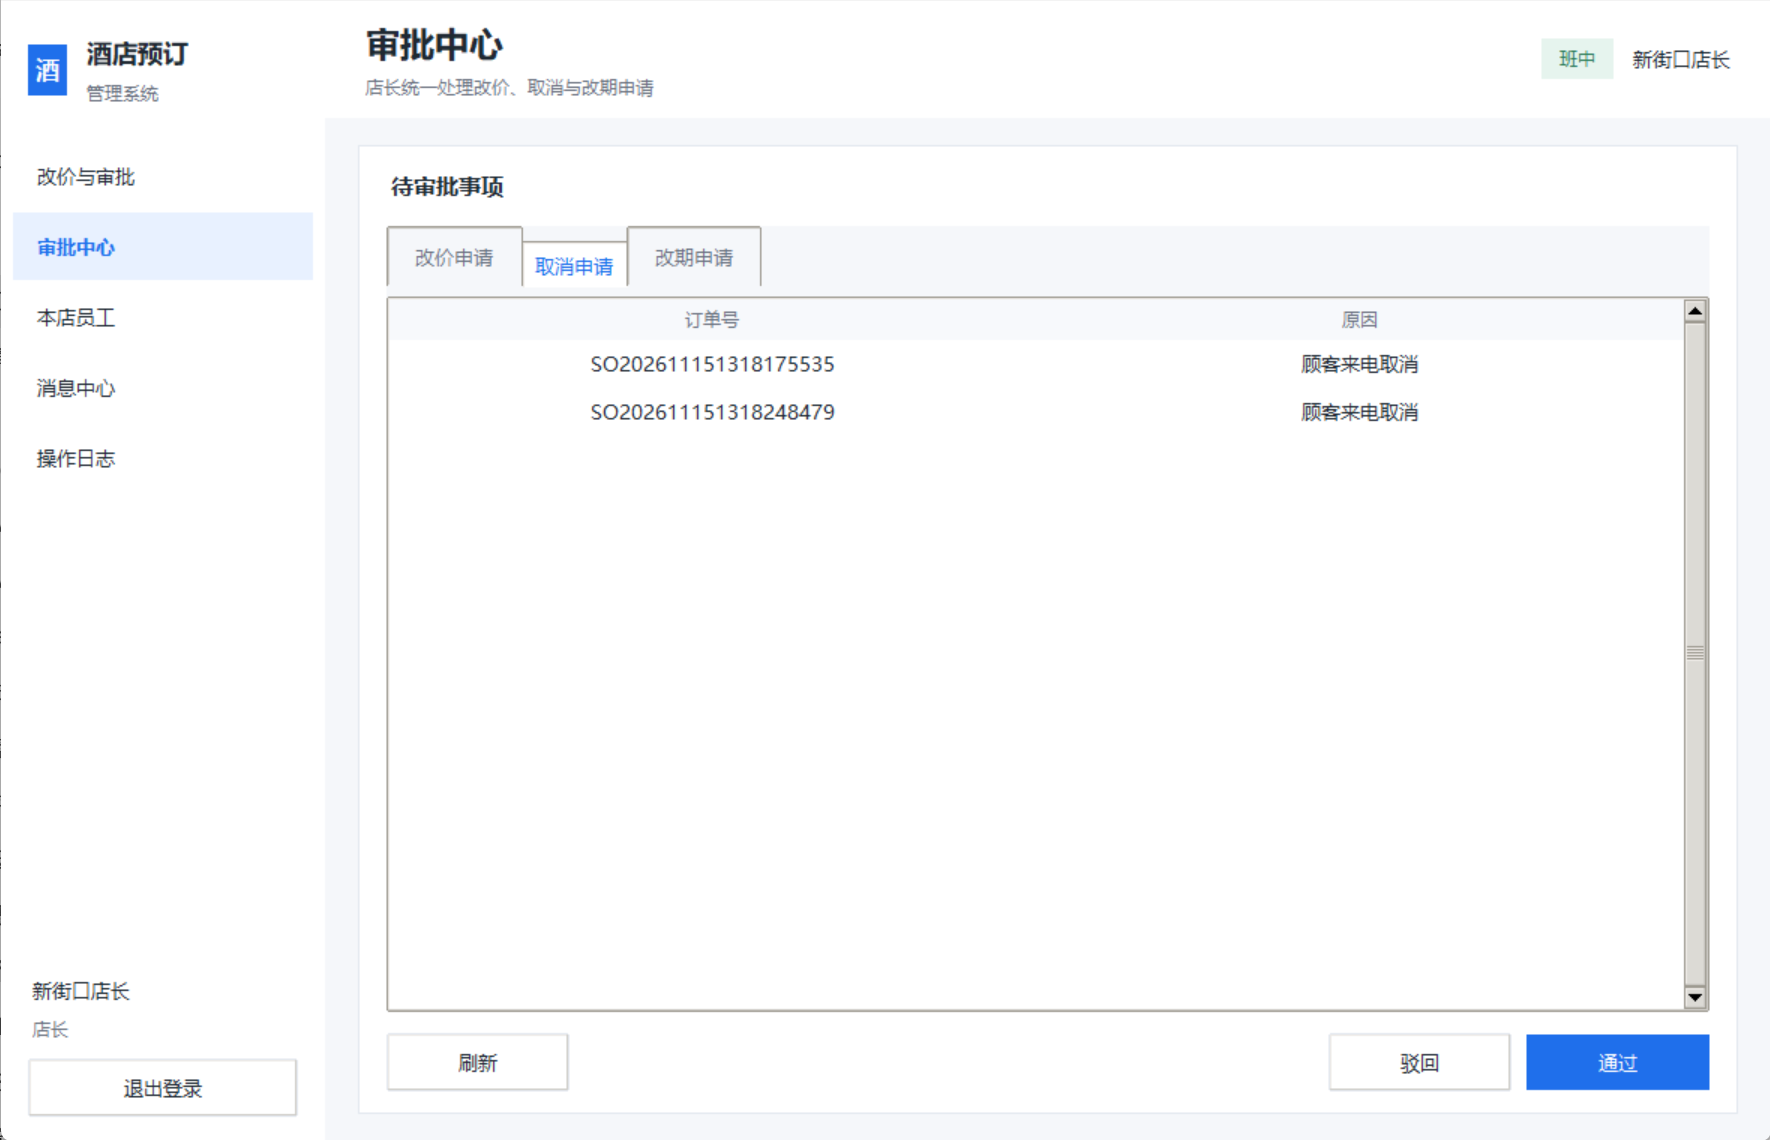 酒
酒店预订
管理系统
改价与审批
审批中心
本店员工
消息中心
操作日志
新街口店长
店长
退出登录
审批中心
店长统一处理改价、取消与改期申请
班中
新街口店长
待审批事项
改价申请
取消申请
改期申请
订单号 原因
SO202611151318175535 顾客来电取消
SO202611151318248479 顾客来电取消
刷新
驳回
通过